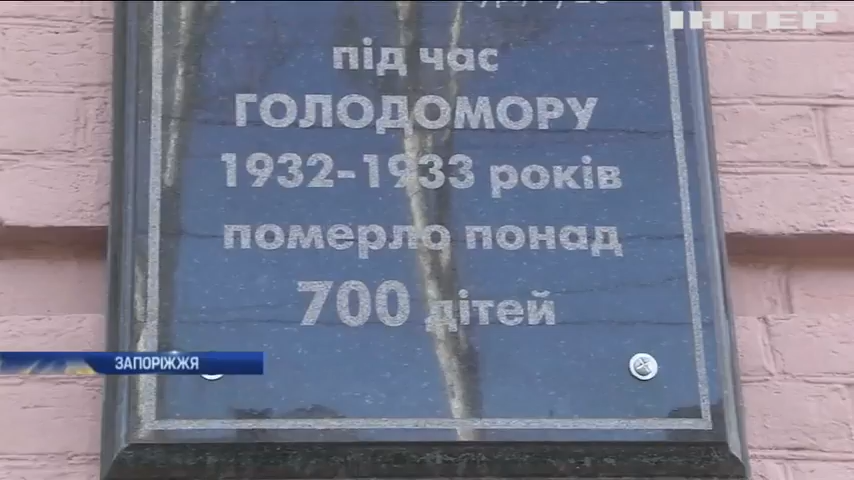 ІНТЕР
під час
ГОЛОДОМОРУ
1932-1933 років
померло понад
700 дітей
ЗАПОРІЖЖЯ